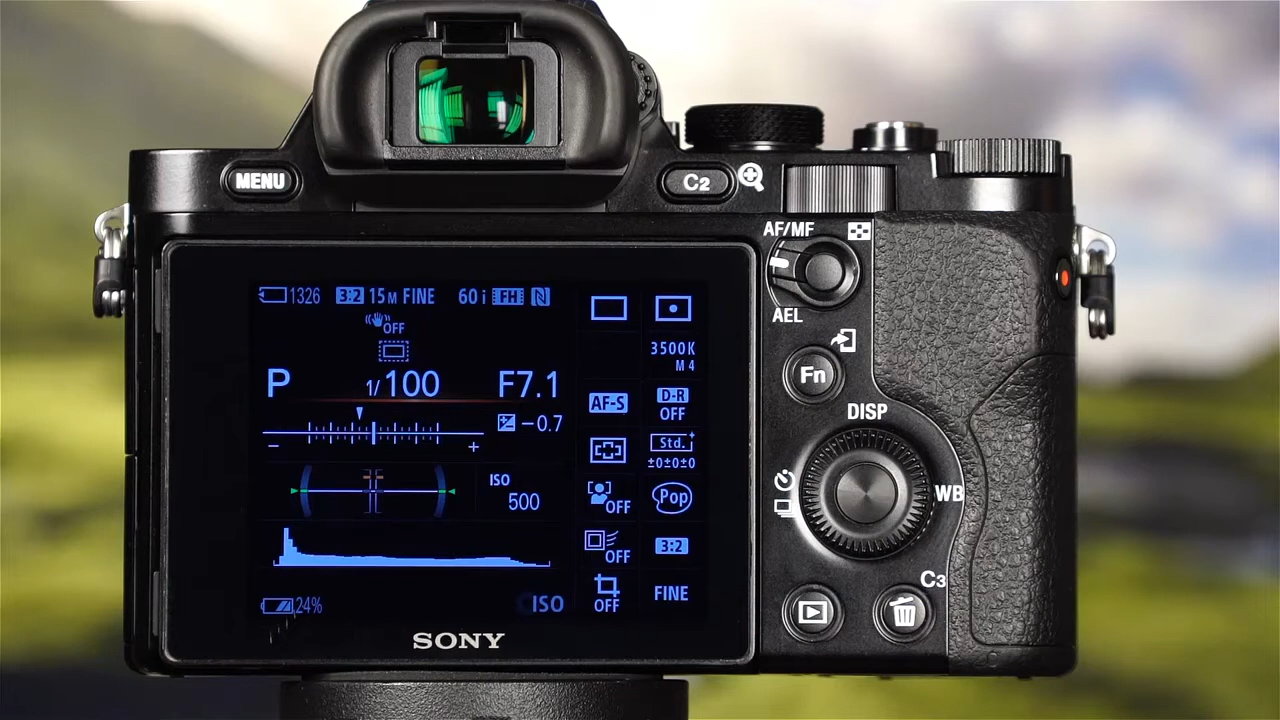 MENU
C2
AF/MF
AEL
Fn
DISP
WB
C3
1326 3:2 15M FINE 60i FH N
OFF
P 1/100 F7.1
-0.7
- +
ISO
500
24% ISO
3500K
M4
AF-S D-R
OFF
Std.
±0±0±0
OFF Pop
OFF 3:2
OFF FINE
SONY